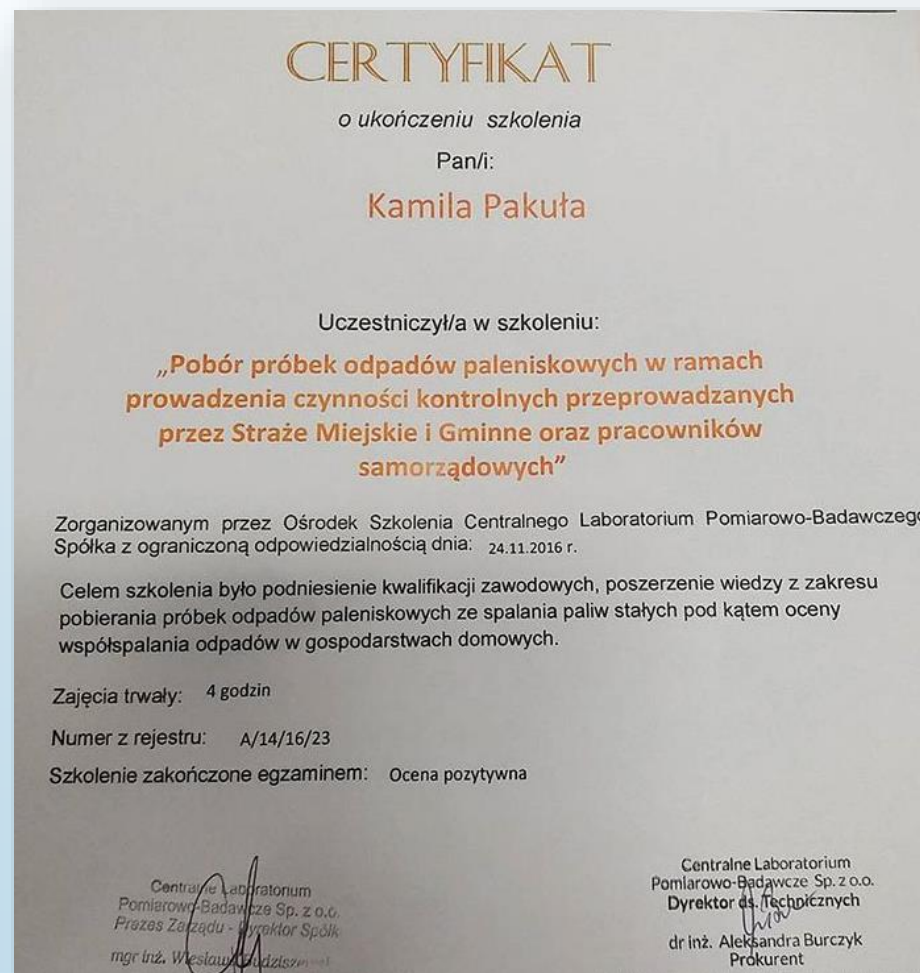 CERTYFIKAT
o ukończeniu szkolenia
Pan/i:
Kamila Pakuła
Uczestniczył/a w szkoleniu:
„Pobór próbek odpadów paleniskowych w ramach
prowadzenia czynności kontrolnych przeprowadzanych
przez Straże Miejskie i Gminne oraz pracowników
samorządowych”
Zorganizowanym przez Ośrodek Szkolenia Centralnego Laboratorium Pomiarowo-Badawczego
Spółka z ograniczoną odpowiedzialnością dnia: 24.11.2016 r.
Celem szkolenia było podniesienie kwalifikacji zawodowych, poszerzenie wiedzy z zakresu
pobierania próbek odpadów paleniskowych ze spalania paliw stałych pod kątem oceny
współspalania odpadów w gospodarstwach domowych.
Zajęcia trwały: 4 godzin
Numer z rejestru: A/14/16/23
Szkolenie zakończone egzaminem: Ocena pozytywna
Centralne Laboratorium
Pomiarowo-Badawcze Sp. z o.o.
Prezes Zarządu - Dyrektor Spółki
mgr inż. Wiesław
Centralne Laboratorium
Pomiarowo-Badawcze Sp. z o.o.
Dyrektor ds. Technicznych
dr inż. Aleksandra Burczyk
Prokurent